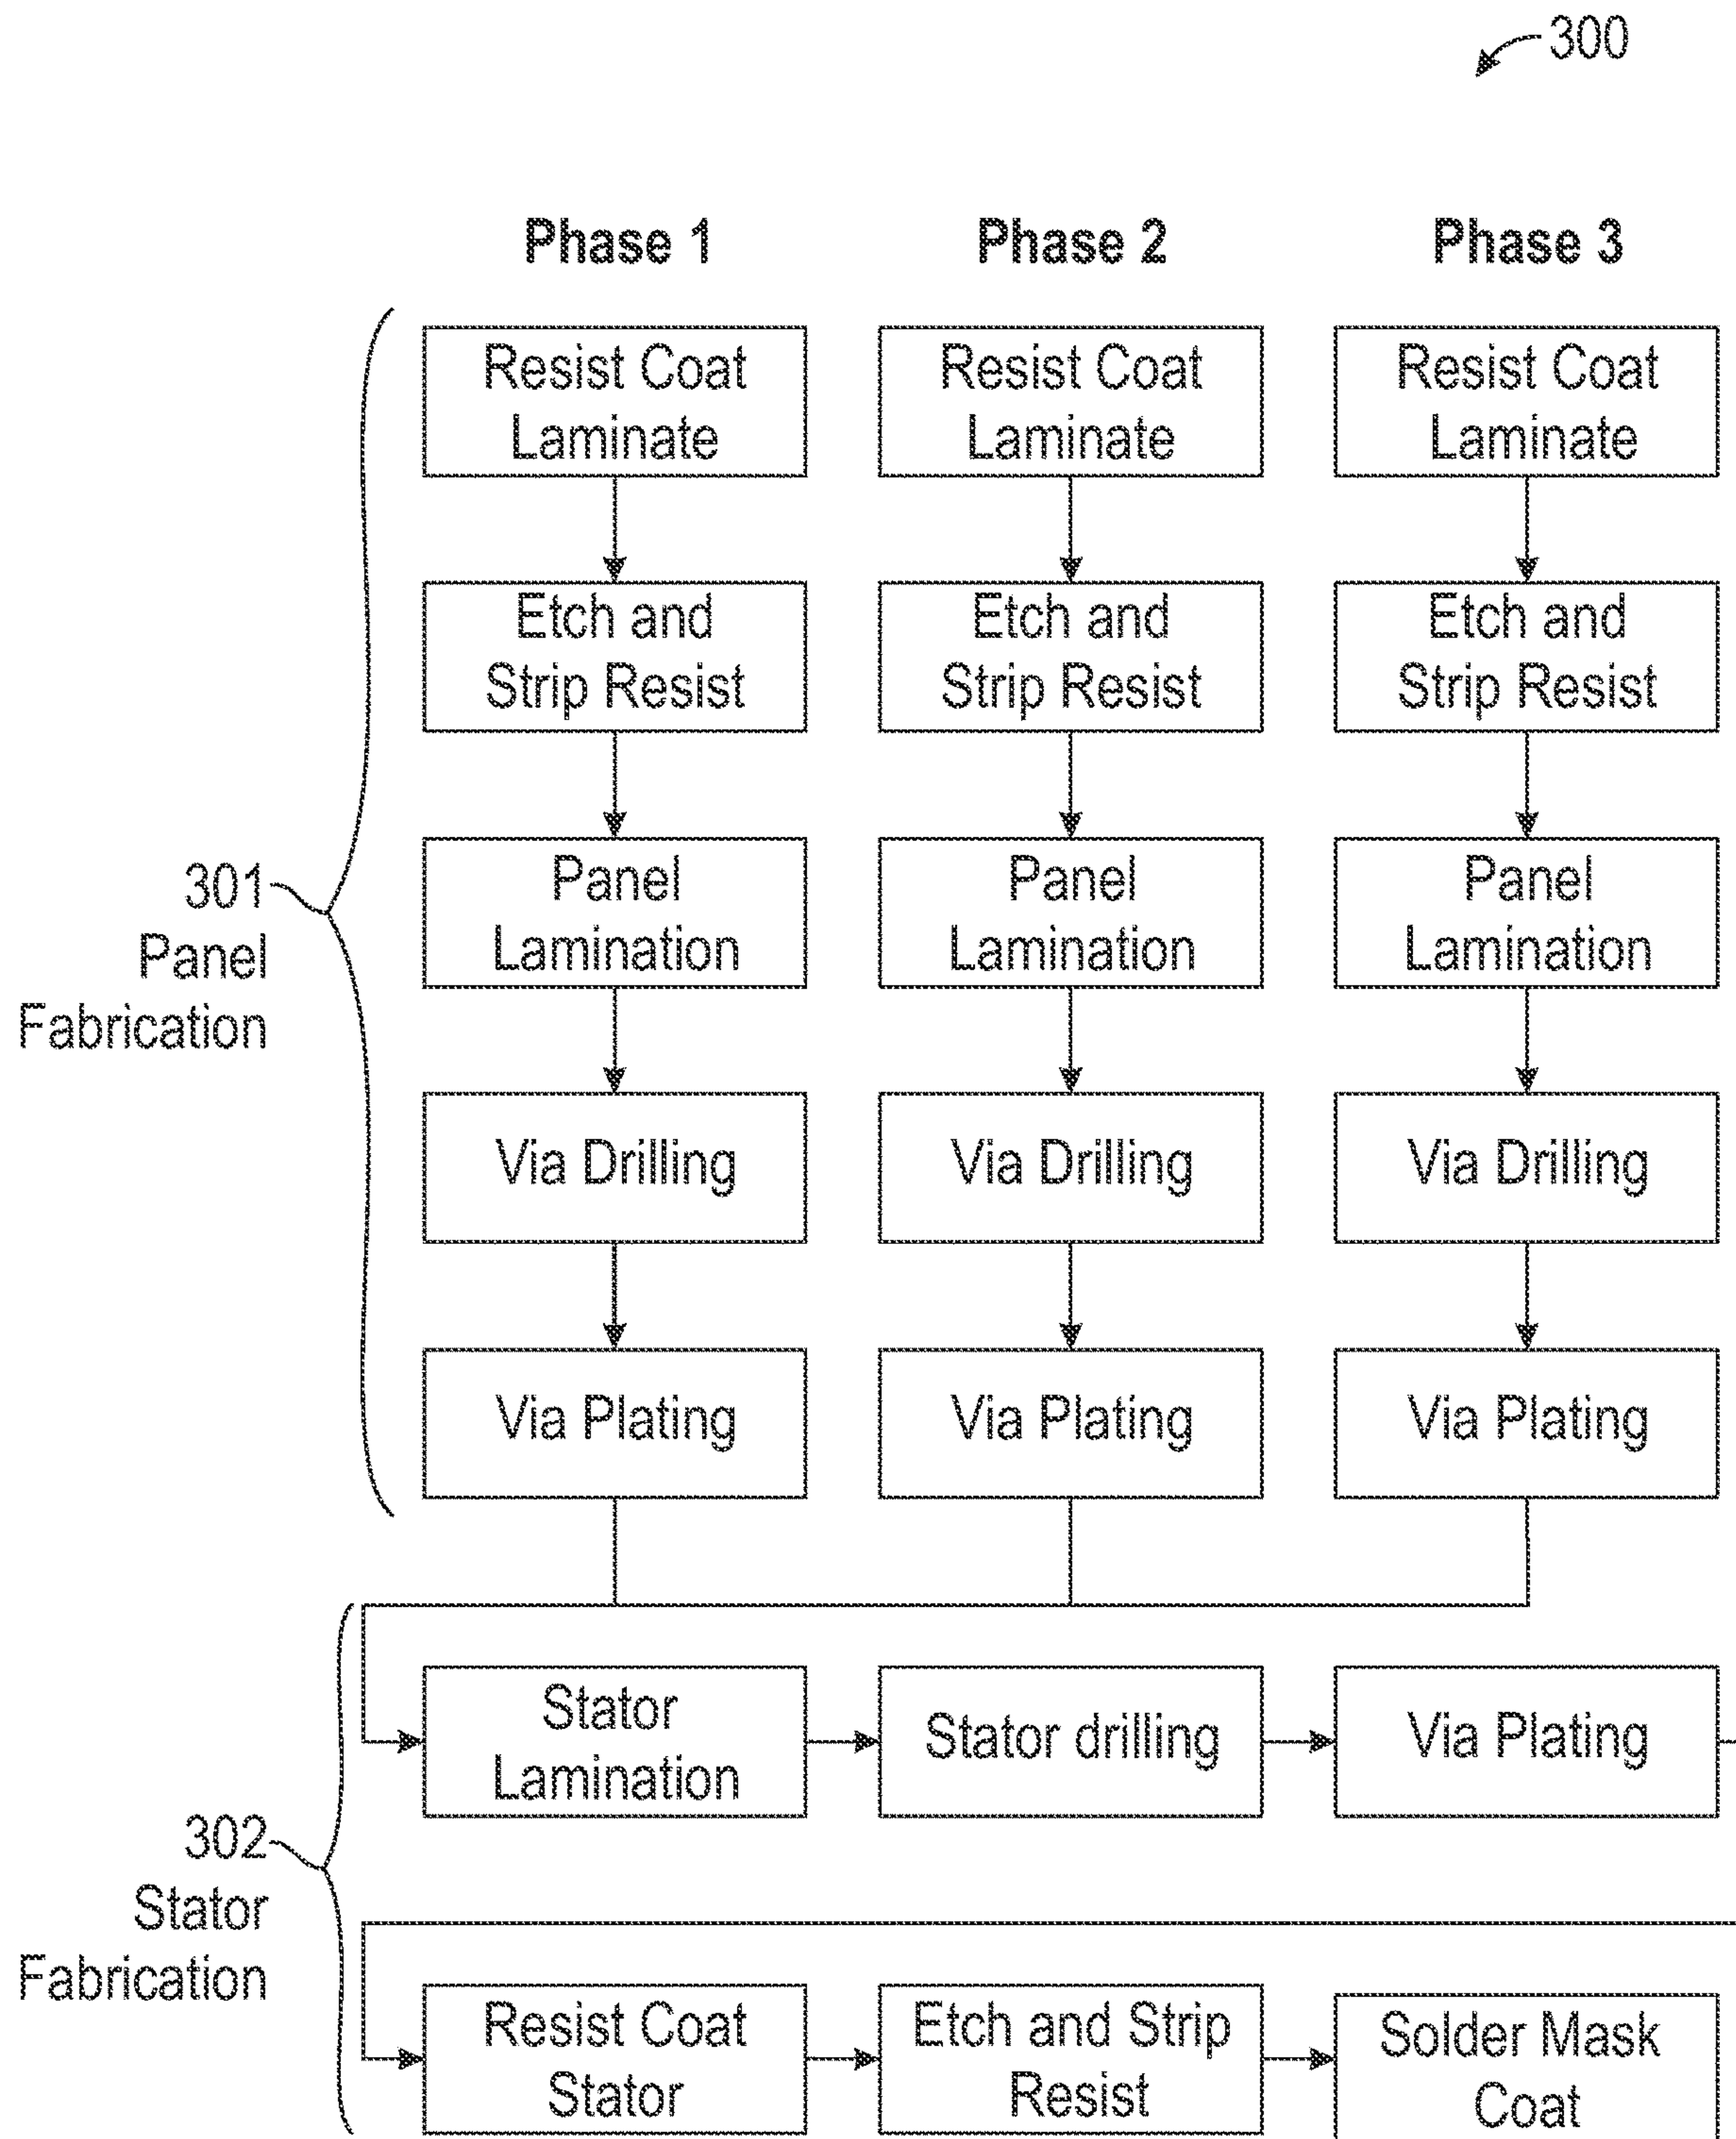 300
Phase 1
Phase 2
Phase 3
Resist Coat
Laminate
Resist Coat
Laminate
Resist Coat
Laminate
Etch and
Strip Resist
Etch and
Strip Resist
Etch and
Strip Resist
301
Panel
Fabrication
Panel
Lamination
Panel
Lamination
Panel
Lamination
Via Drilling
Via Drilling
Via Drilling
Via Plating
Via Plating
Via Plating
302
Stator
Fabrication
Stator
Lamination
Stator drilling
Via Plating
Resist Coat
Stator
Etch and Strip
Resist
Solder Mask
Coat